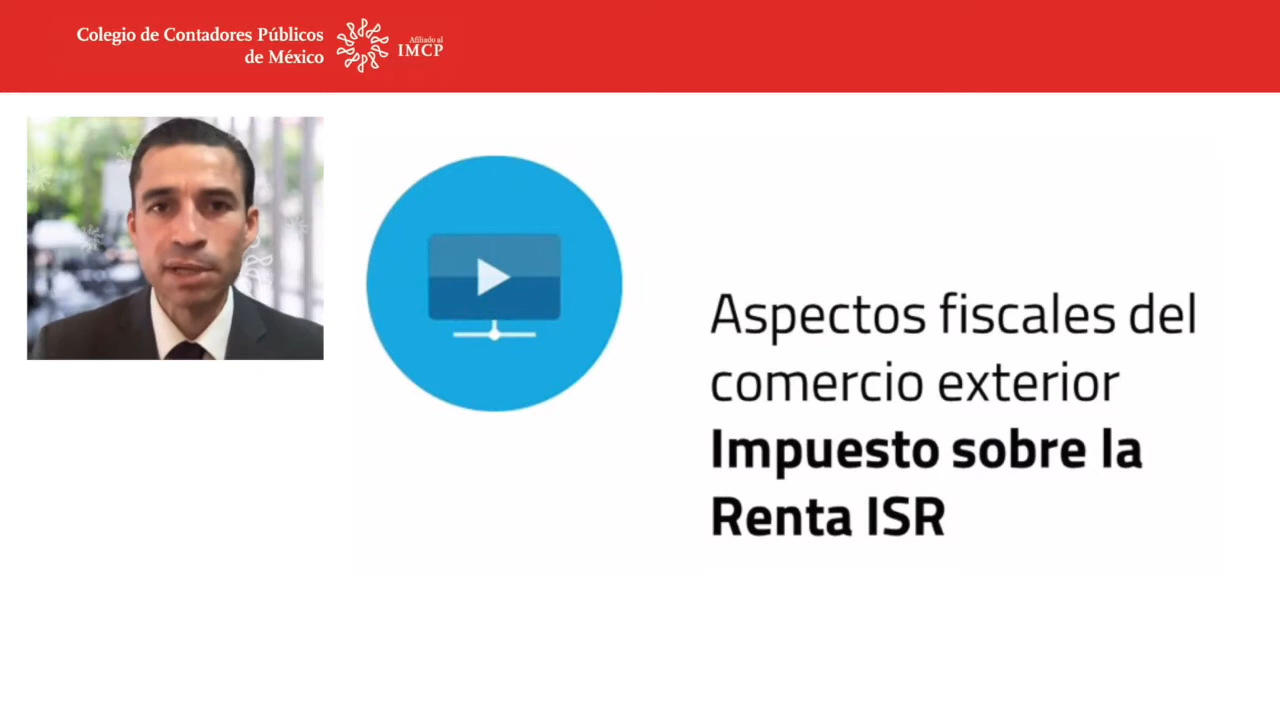 Colegio de Contadores Públicos
de México
Afiliado al
IMCP
Aspectos fiscales del
comercio exterior
Impuesto sobre la
Renta ISR